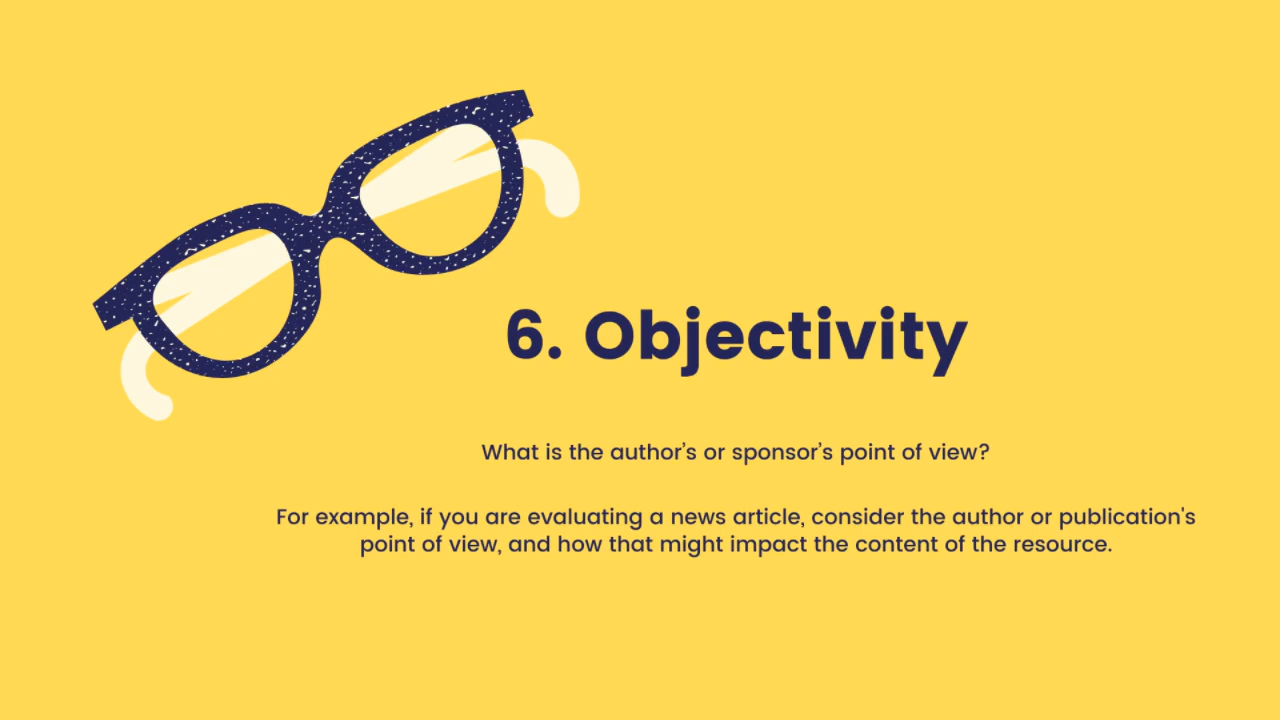 6. Objectivity
What is the author’s or sponsor’s point of view?
For example, if you are evaluating a news article, consider the author or publication's
point of view, and how that might impact the content of the resource.